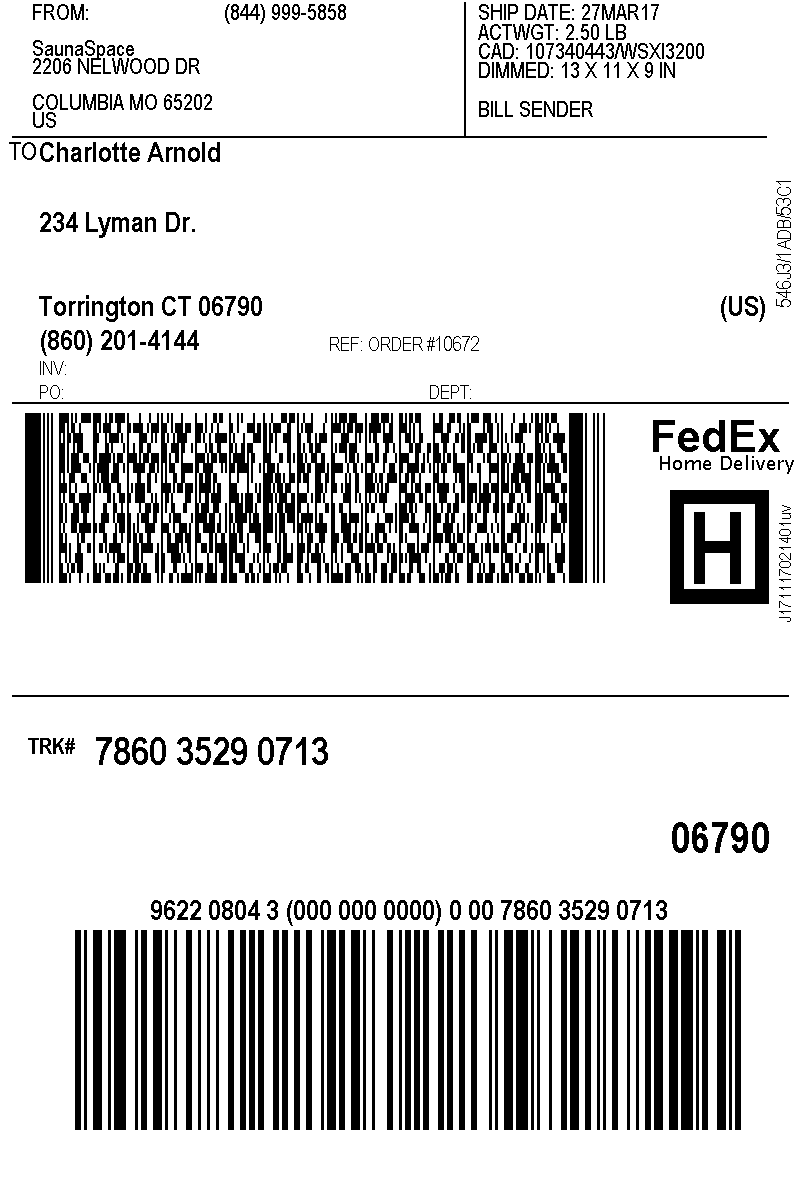 FROM: (844) 999-5858
SaunaSpace
2206 NELWOOD DR
COLUMBIA MO 65202
US
SHIP DATE: 27MAR17
ACTWGT: 2.50 LB
CAD: 107340443/WSXI3200
DIMMED: 13 X 11 X 9 IN
BILL SENDER
TO Charlotte Arnold
234 Lyman Dr.
Torrington CT 06790 (US)
(860) 201-4144 REF: ORDER #10672
INV:
PO: DEPT:
546J3/1ADB/53C1
FedEx
Home Delivery
H
J171117021401uv
TRK# 7860 3529 0713
06790
9622 0804 3 (000 000 0000) 0 00 7860 3529 0713